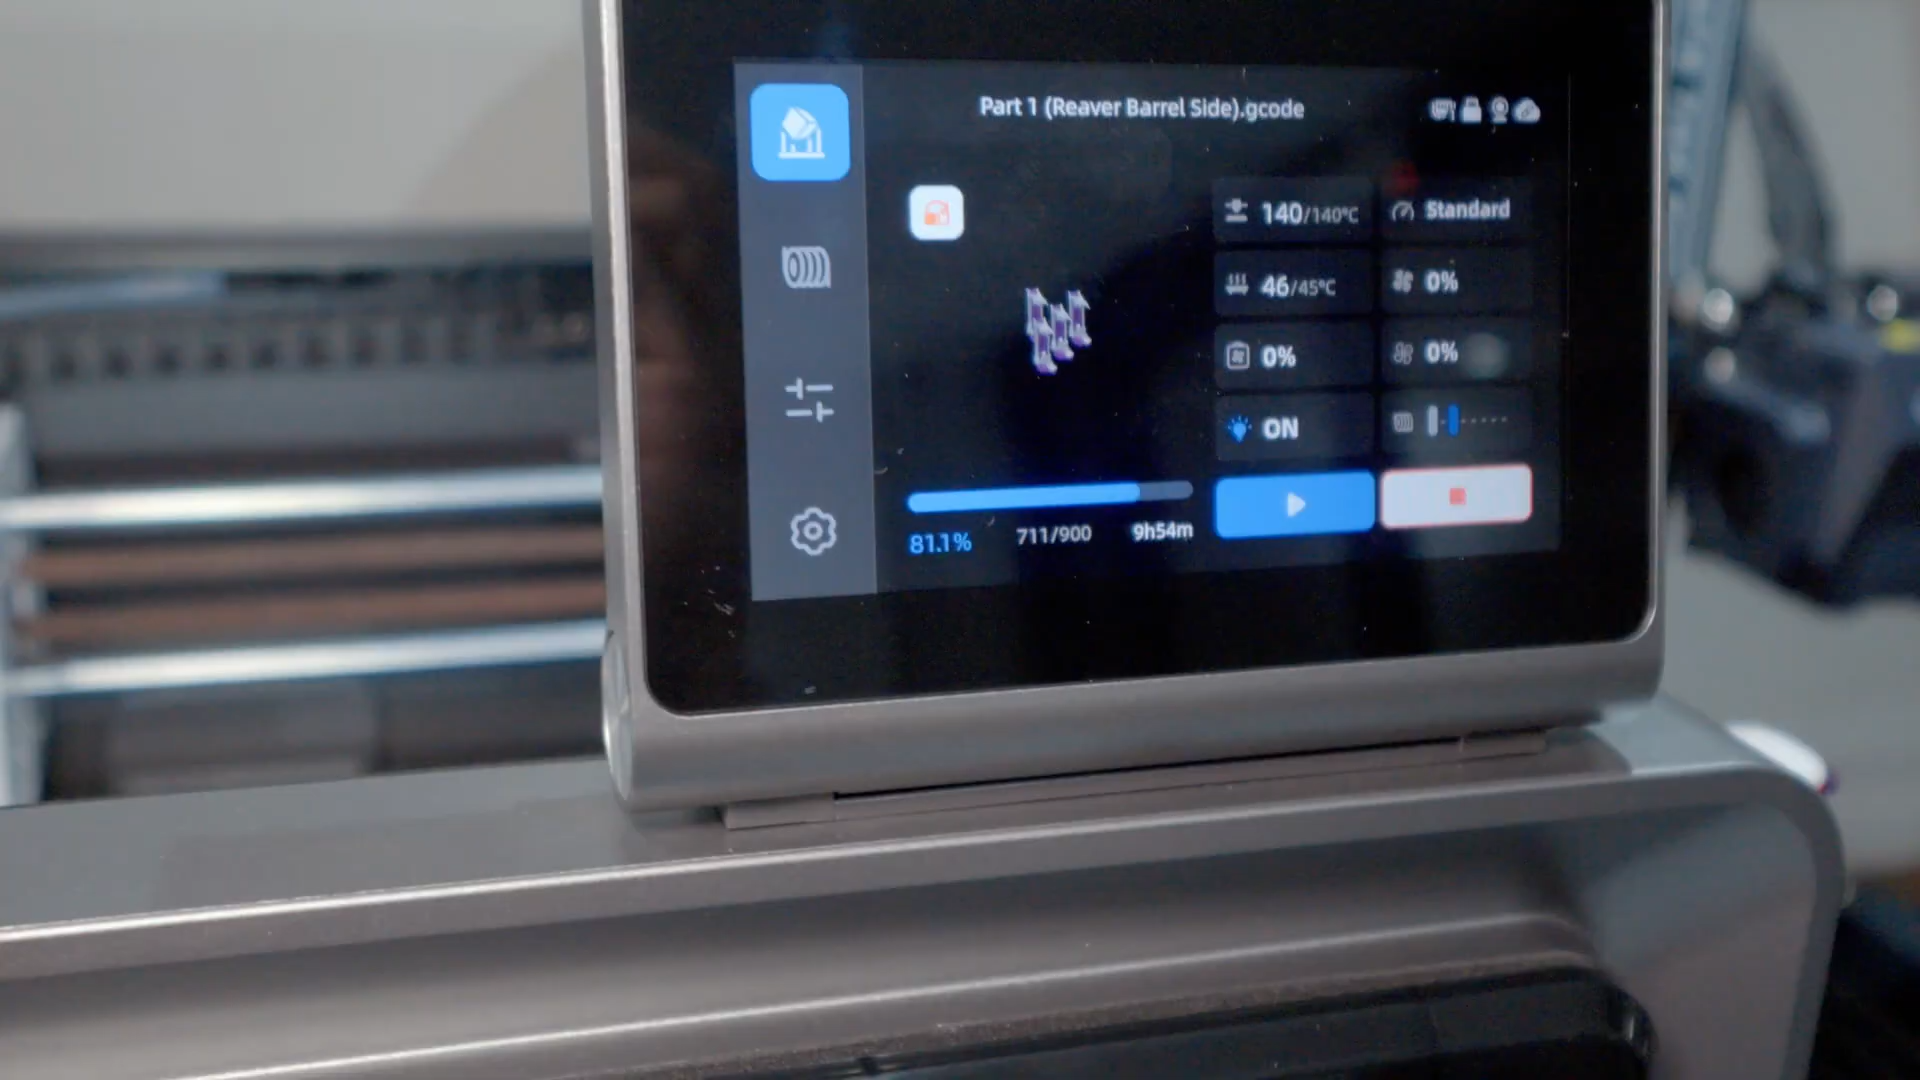 Part 1 (Reaver Barrel Side).gcode
140/140°C
Standard
46/45°C
0%
0%
0%
ON
81.1%
711/900
9h54m